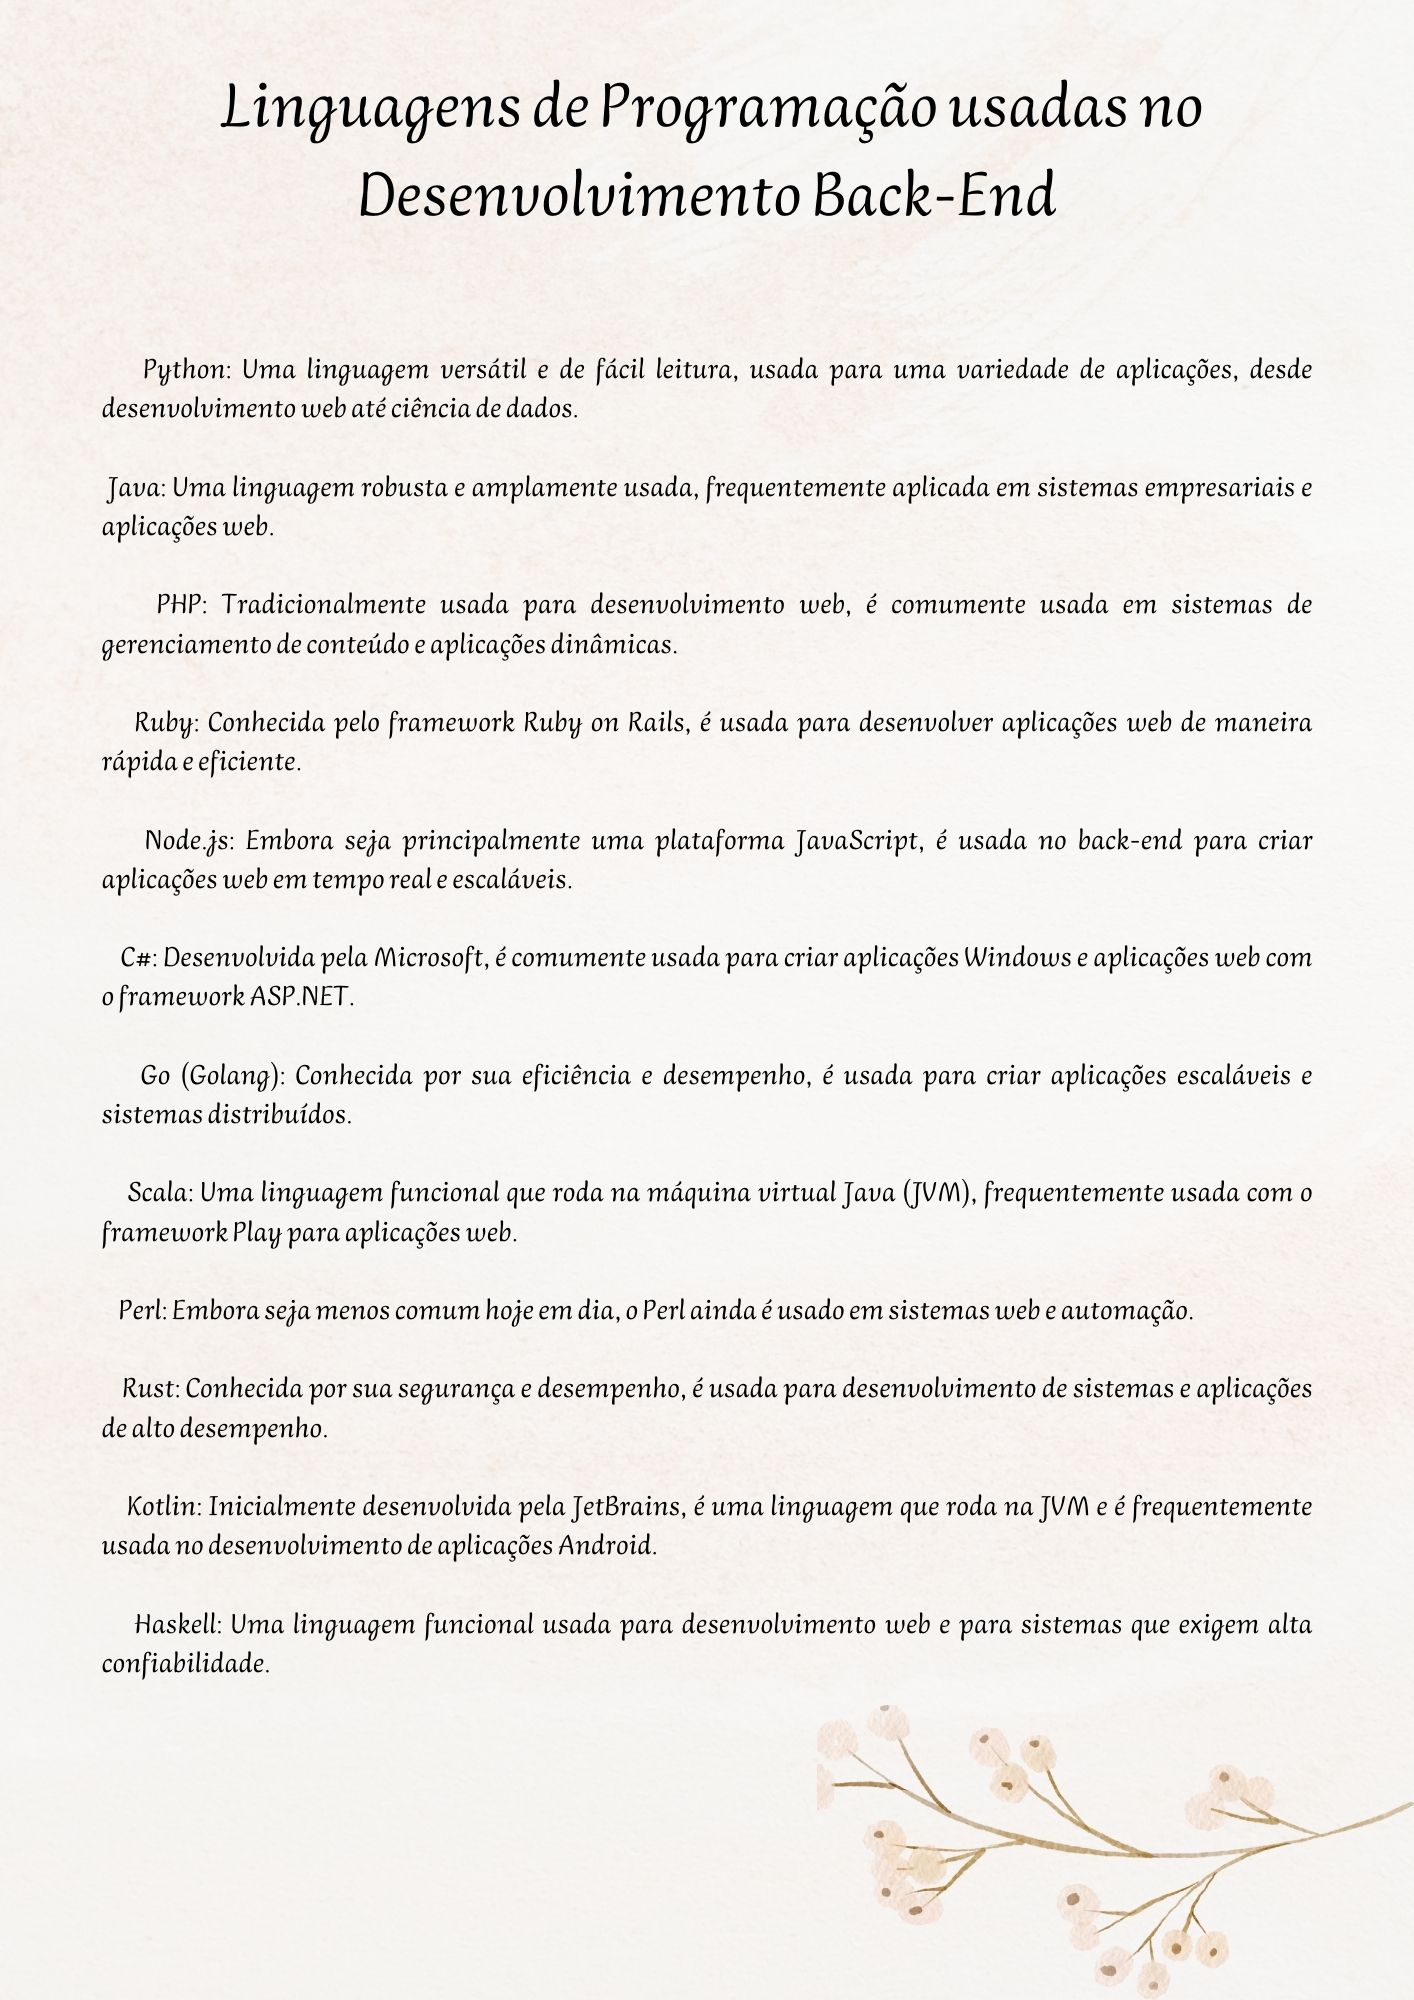 Linguagens de Programação usadas no
Desenvolvimento Back-End
Python: Uma linguagem versátil e de fácil leitura, usada para uma variedade de aplicações, desde
desenvolvimento web até ciência de dados.
Java: Uma linguagem robusta e amplamente usada, frequentemente aplicada em sistemas empresariais e
aplicações web.
PHP: Tradicionalmente usada para desenvolvimento web, é comumente usada em sistemas de
gerenciamento de conteúdo e aplicações dinâmicas.
Ruby: Conhecida pelo framework Ruby on Rails, é usada para desenvolver aplicações web de maneira
rápida e eficiente.
Node.js: Embora seja principalmente uma plataforma JavaScript, é usada no back-end para criar
aplicações web em tempo real e escaláveis.
C#: Desenvolvida pela Microsoft, é comumente usada para criar aplicações Windows e aplicações web com
o framework ASP.NET.
Go (Golang): Conhecida por sua eficiência e desempenho, é usada para criar aplicações escaláveis e
sistemas distribuídos.
Scala: Uma linguagem funcional que roda na máquina virtual Java (JVM), frequentemente usada com o
framework Play para aplicações web.
Perl: Embora seja menos comum hoje em dia, o Perl ainda é usado em sistemas web e automação.
Rust: Conhecida por sua segurança e desempenho, é usada para desenvolvimento de sistemas e aplicações
de alto desempenho.
Kotlin: Inicialmente desenvolvida pela JetBrains, é uma linguagem que roda na JVM e é frequentemente
usada no desenvolvimento de aplicações Android.
Haskell: Uma linguagem funcional usada para desenvolvimento web e para sistemas que exigem alta
confiabilidade.